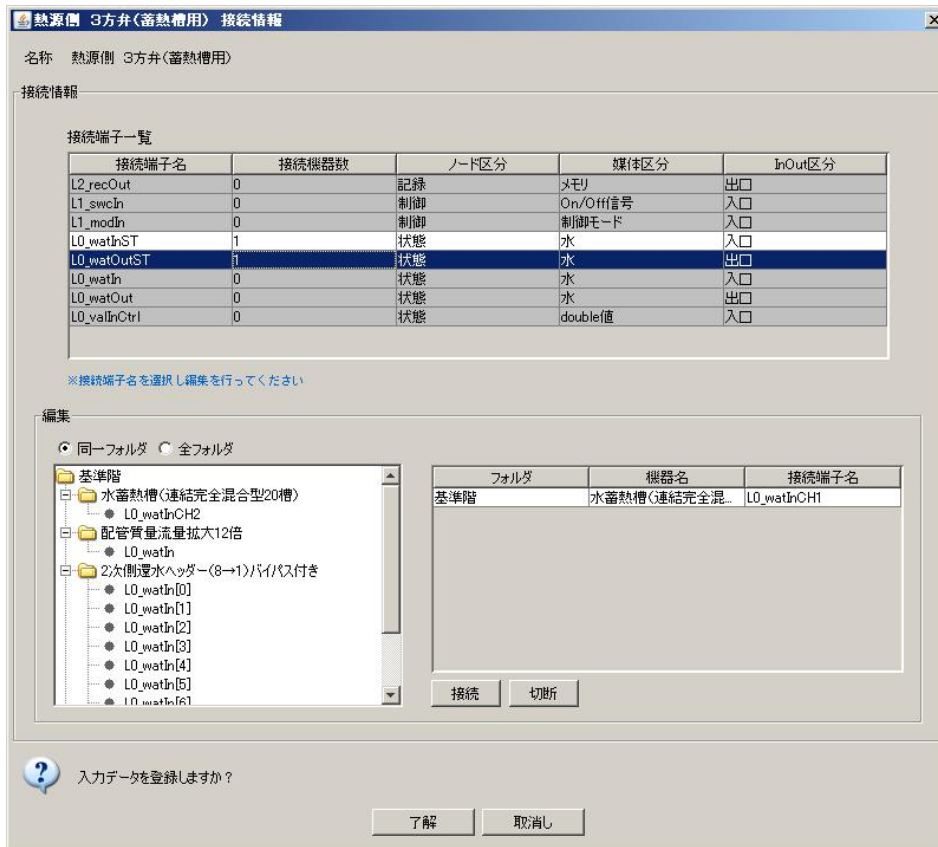 熱源側 3方弁(蓄熱槽用) 接続情報
名称 熱源側 3方弁(蓄熱槽用)
接続情報
接続端子一覧
接続端子名 接続機器数 ノード区分 媒体区分 InOut区分
L2_recOut 0 記録 メモリ 出口
L1_swcIn 0 制御 On/Off信号 入口
L1_modIn 0 制御 制御モード 入口
L0_watInST 1 状態 水 入口
L0_watOutST 1 状態 水 出口
L0_watIn 0 状態 水 入口
L0_watOut 0 状態 水 出口
L0_valInCtrl 0 状態 double値 入口
※接続端子名を選択し編集を行ってください
編集
同一フォルダ 全フォルダ
基準階
水蓄熱槽(連結完全混合型20槽)
L0_watInCH2
配管質量流量拡大12倍
L0_watIn
2次側還水ヘッダー(8→1)バイパス付き
L0_watIn[0]
L0_watIn[1]
L0_watIn[2]
L0_watIn[3]
L0_watIn[4]
L0_watIn[5]
L0_watIn[6]
フォルダ 機器名 接続端子名
基準階 水蓄熱槽(連結完全混... L0_watInCH1
接続 切断
入力データを登録しますか?
了解 取消し